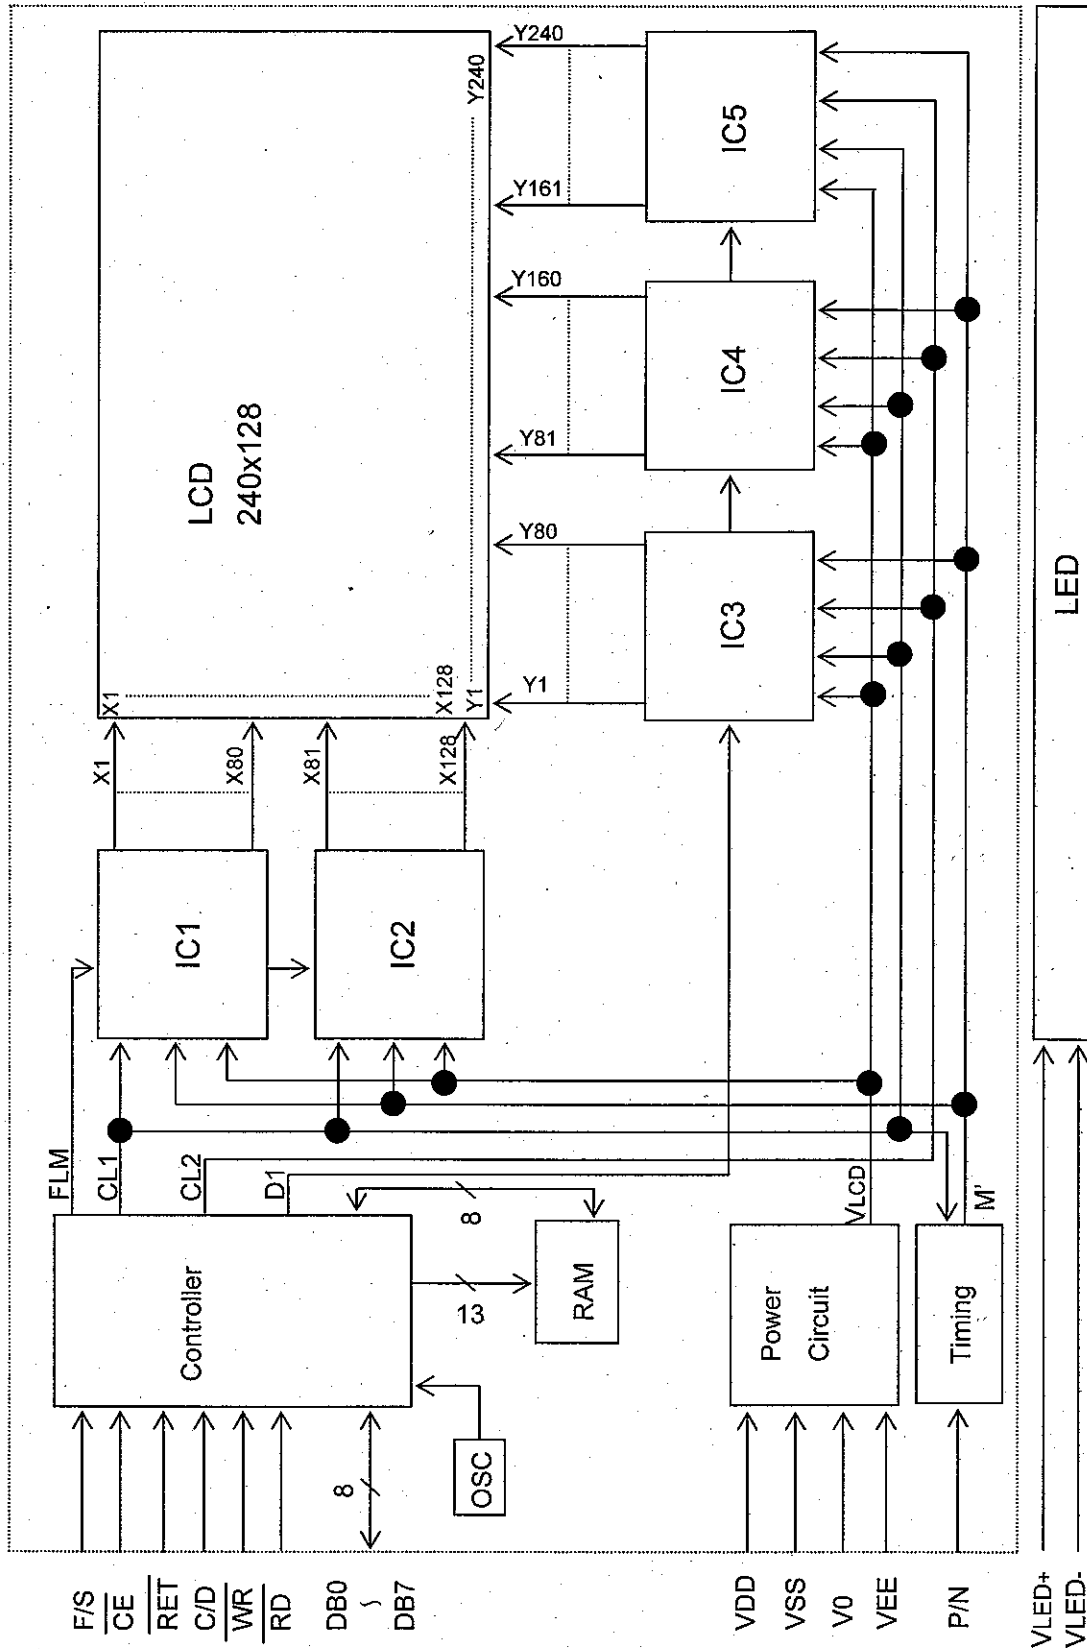 F/S
CE
RET
C/D
WR
RD
DB0
~
DB7
8
Controller
OSC
FLM
CL1
CL2
D1
8
13
RAM
IC1
IC2
X1
X80
X81
X128
X1
X128
Y1
Y240
LCD
240x128
Y1
Y80
Y81
Y160
Y161
Y240
IC3
IC4
IC5
VDD
VSS
V0
VEE
Power
Circuit
VLCD
P/N
Timing
M'
VLED+
VLED-
LED